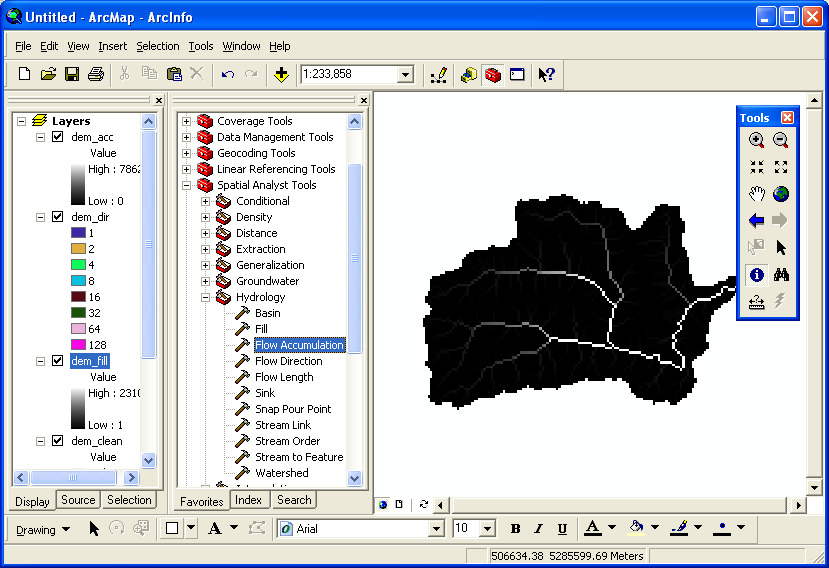 Untitled - ArcMap - ArcInfo
File Edit View Insert Selection Tools Window Help
1:233,858
Layers
dem_acc
Value
High : 7862
Low : 0
dem_dir
1
2
4
8
16
32
64
128
dem_fill
Value
High : 2310
Low : 1
dem_clean
Value
Display Source Selection
Coverage Tools
Data Management Tools
Geocoding Tools
Linear Referencing Tools
Spatial Analyst Tools
Conditional
Density
Distance
Extraction
Generalization
Groundwater
Hydrology
Basin
Fill
Flow Accumulation
Flow Direction
Flow Length
Sink
Snap Pour Point
Stream Link
Stream Order
Stream to Feature
Watershed
Favorites Index Search
Tools
Drawing A Arial 10 B I U A
506634.38 5285599.69 Meters